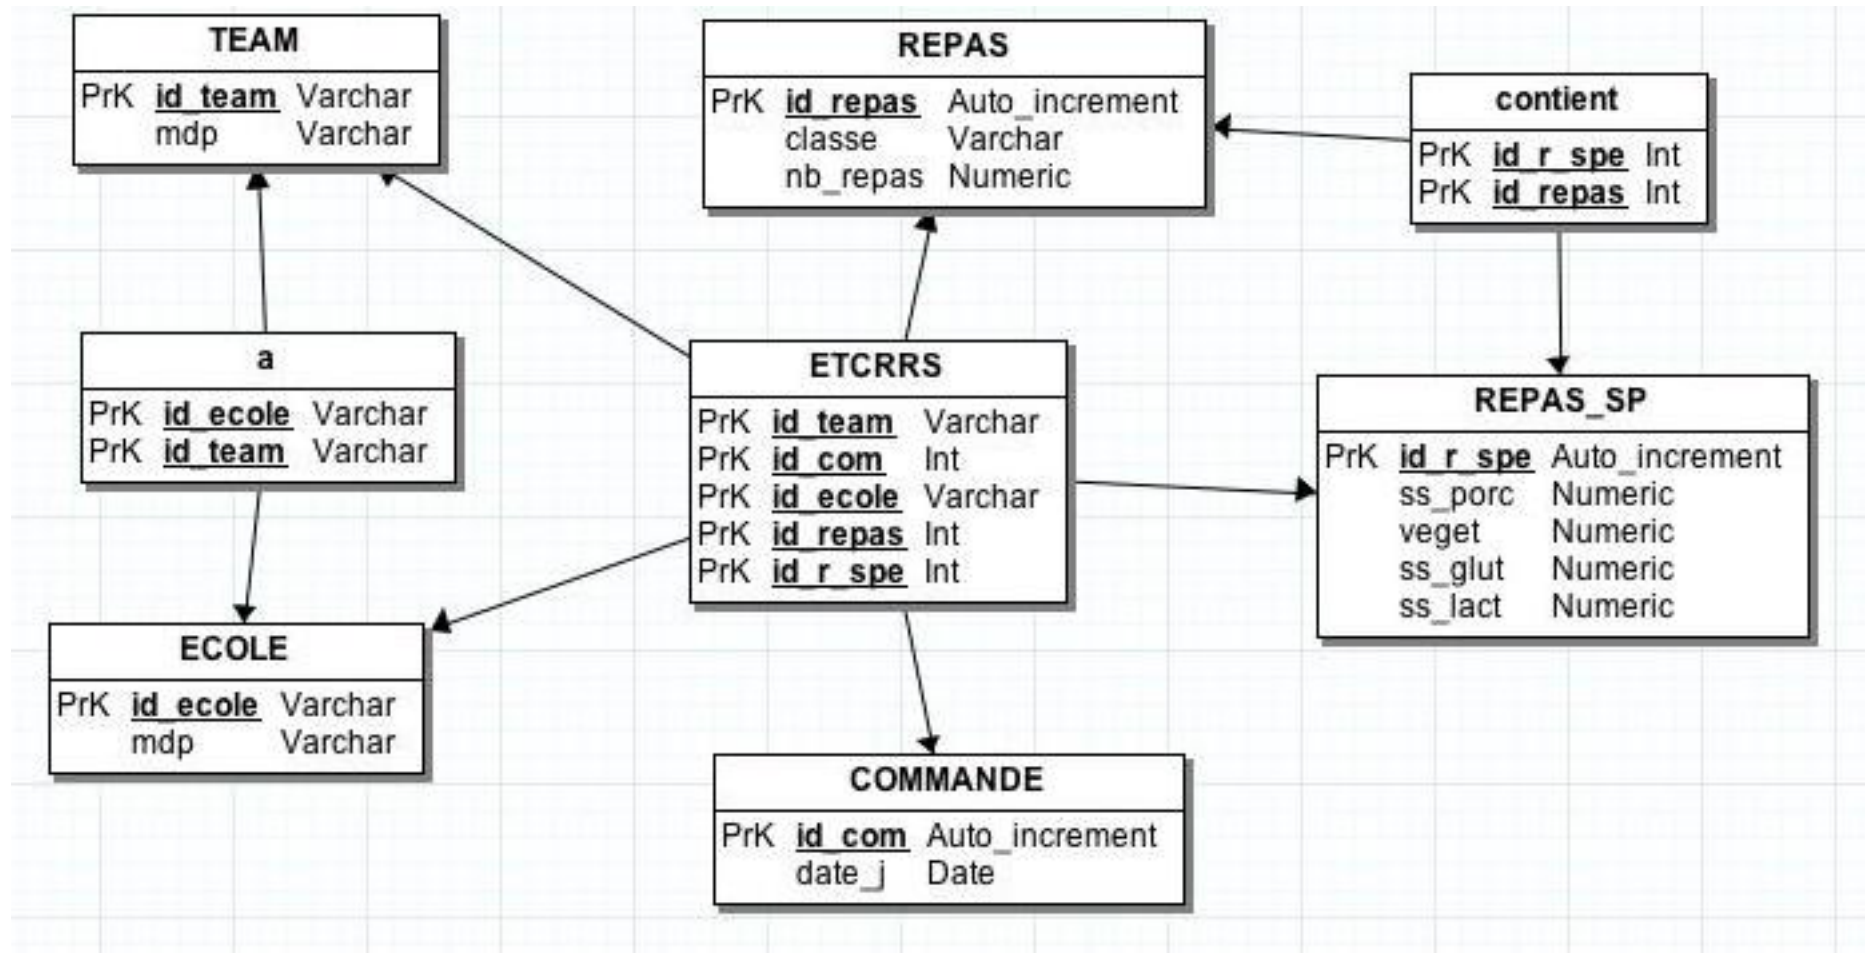 TEAM
PrK id_team Varchar
mdp Varchar
REPAS
PrK id_repas Auto_increment
classe Varchar
nb_repas Numeric
contient
PrK id_r_spe Int
PrK id_repas Int
a
PrK id_ecole Varchar
PrK id_team Varchar
ETCRRS
PrK id_team Varchar
PrK id_com Int
PrK id_ecole Varchar
PrK id_repas Int
PrK id_r_spe Int
REPAS_SP
PrK id_r_spe Auto_increment
ss_porc Numeric
veget Numeric
ss_glut Numeric
ss_lact Numeric
ECOLE
PrK id_ecole Varchar
mdp Varchar
COMMANDE
PrK id_com Auto_increment
date_j Date